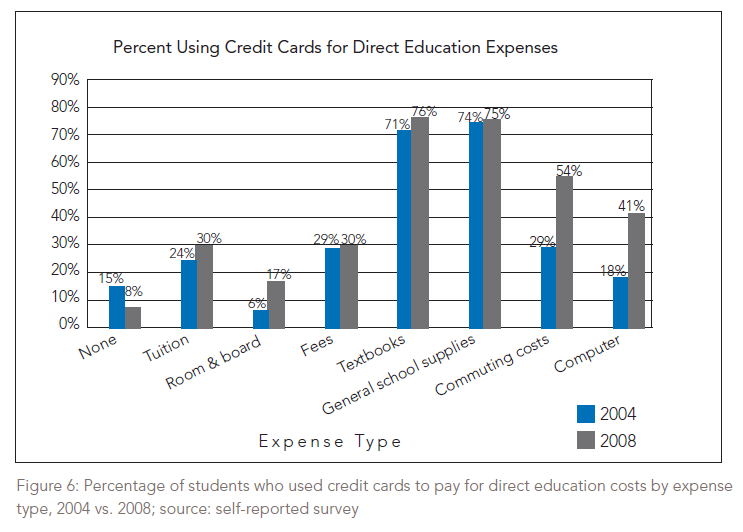 Percent Using Credit Cards for Direct Education Expenses
90%
80%
70%
60%
50%
40%
30%
20%
10%
0%
15%
8%
24%
30%
6%
17%
29%
30%
71%
76%
74%
75%
29%
54%
18%
41%
None
Tuition
Room & board
Fees
Textbooks
General school supplies
Commuting costs
Computer
2004
2008
Expense Type
Figure 6: Percentage of students who used credit cards to pay for direct education costs by expense
type, 2004 vs. 2008; source: self-reported survey